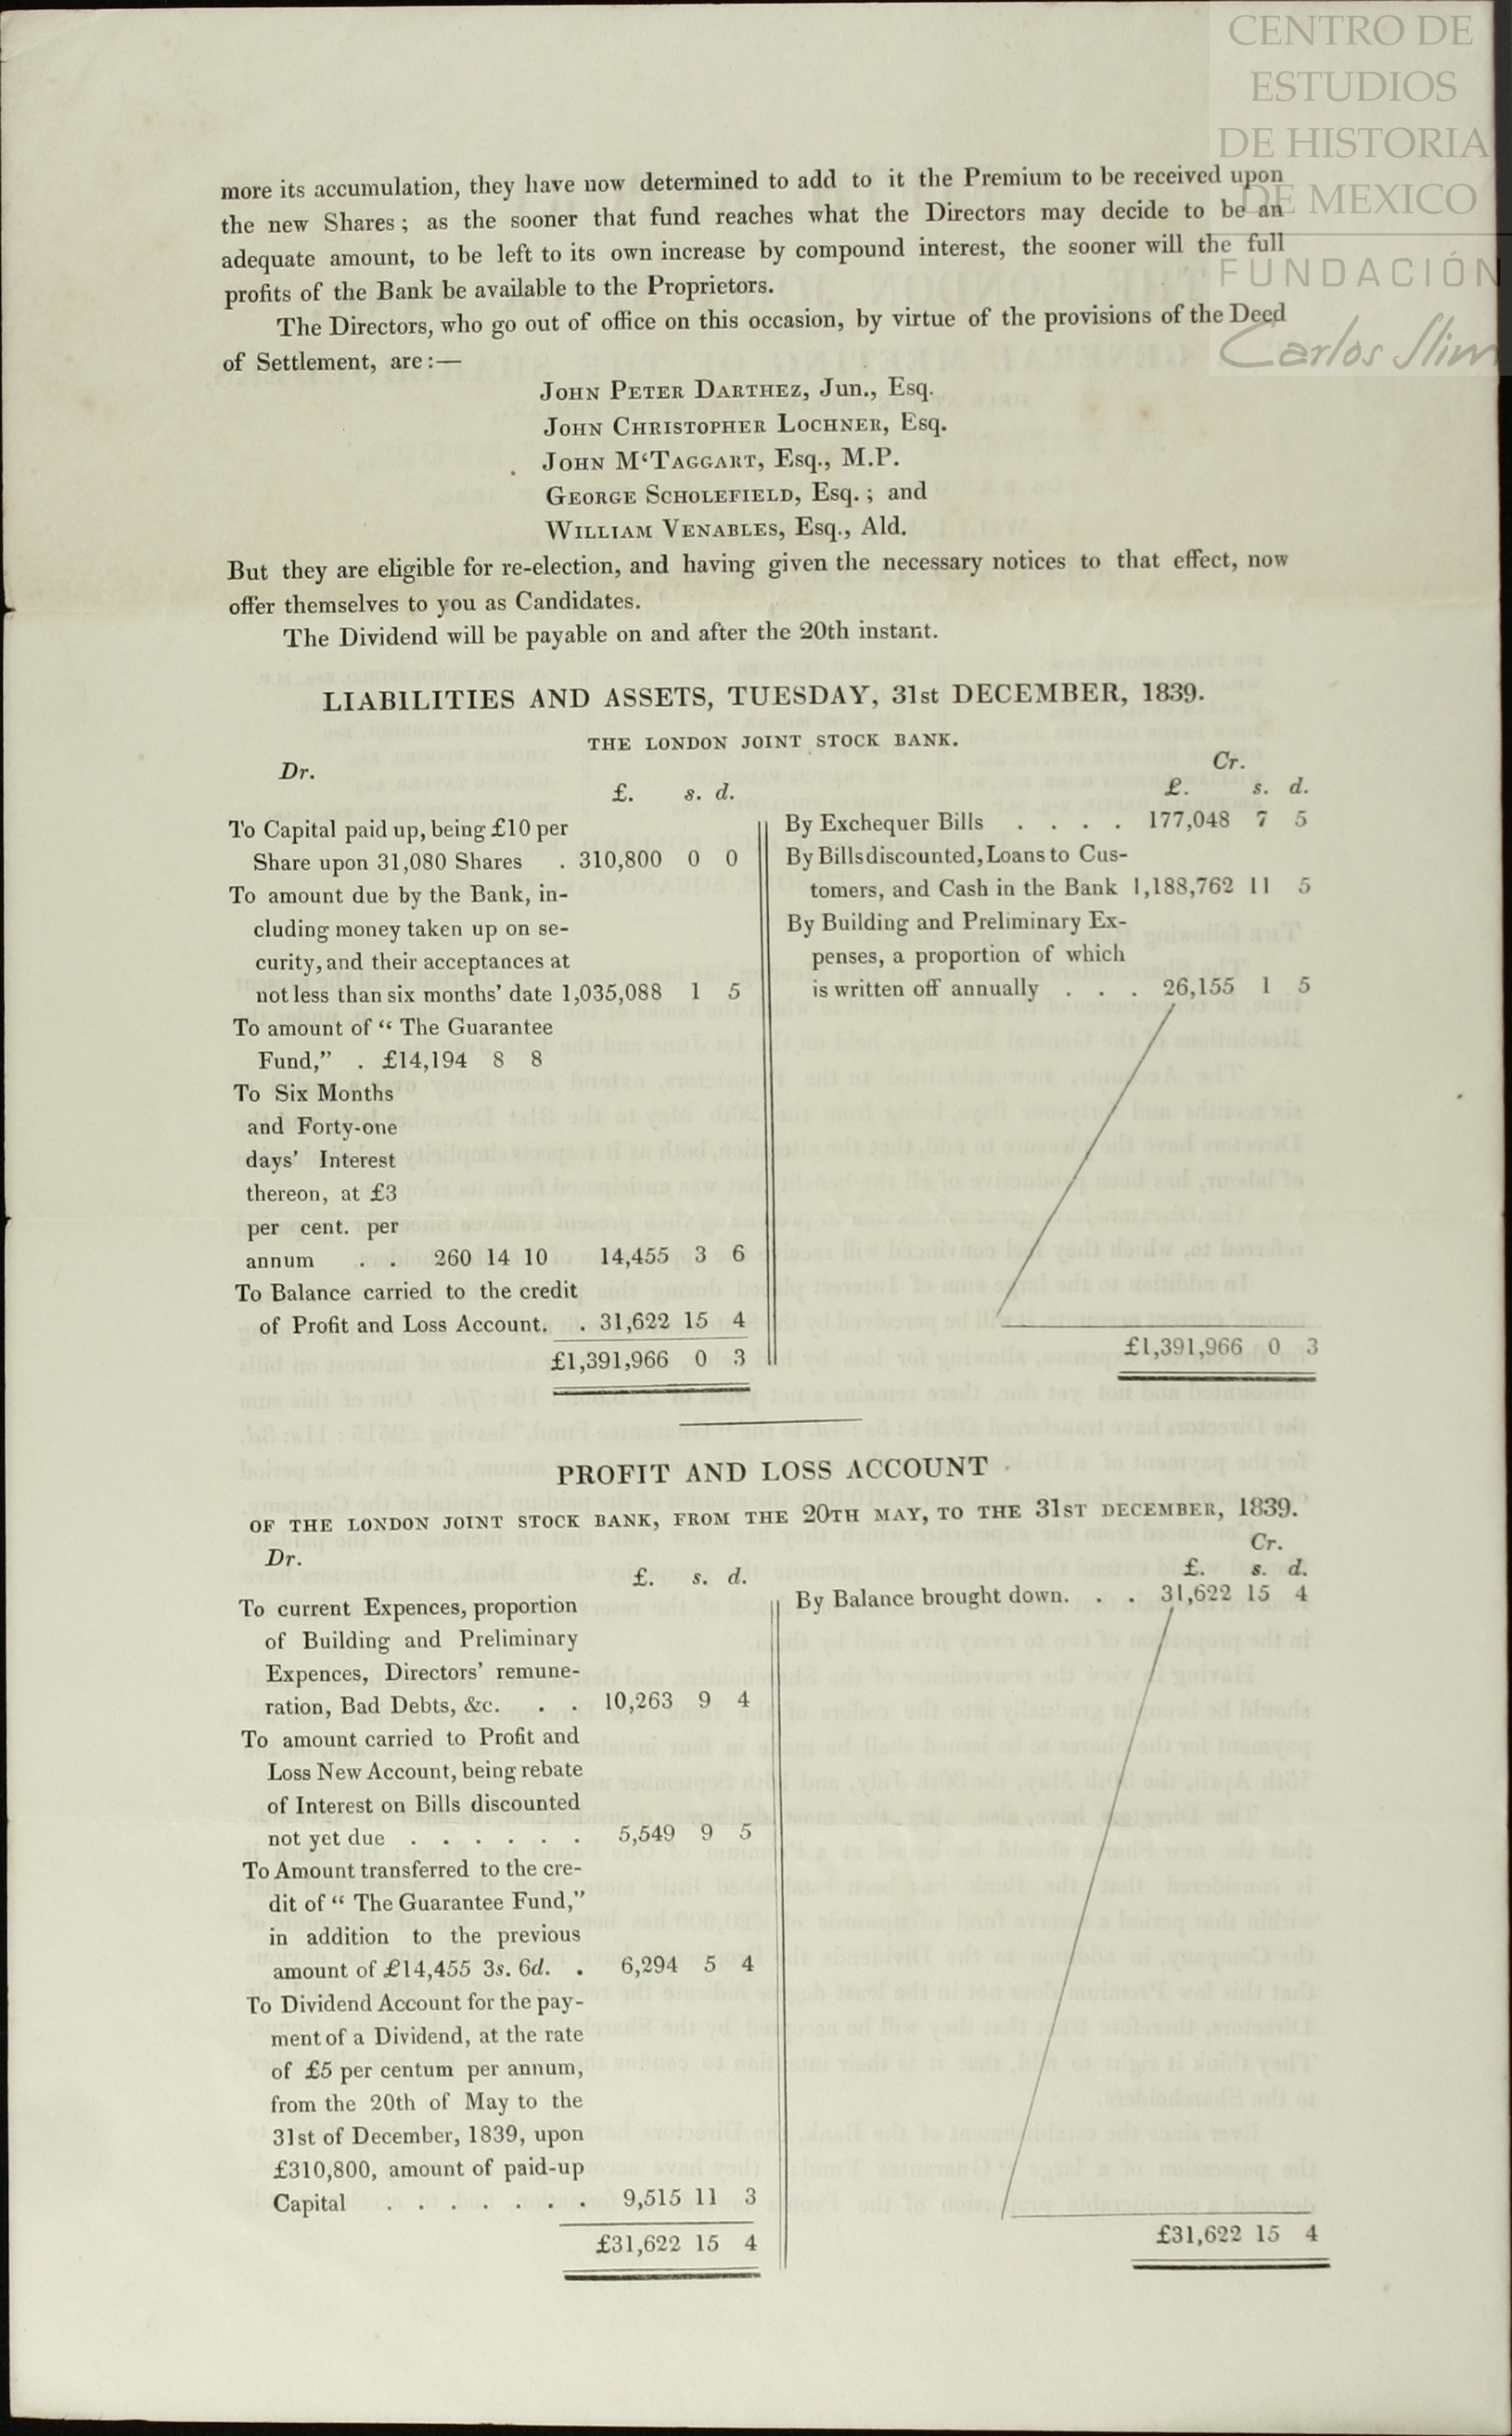 CENTRO DE
ESTUDIOS
DE HISTORIA
DE MEXICO
FUNDACIÓN
Carlos Slim
more its accumulation, they have now determined to add to it the Premium to be received upon
the new Shares; as the sooner that fund reaches what the Directors may decide to be an
adequate amount, to be left to its own increase by compound interest, the sooner will the full
profits of the Bank be available to the Proprietors.
The Directors, who go out of office on this occasion, by virtue of the provisions of the Deed
of Settlement, are:—
JOHN PETER DARTHEZ, Jun., Esq.
JOHN CHRISTOPHER LOCHNER, Esq.
JOHN M‘TAGGART, Esq., M.P.
GEORGE SCHOLEFIELD, Esq.; and
WILLIAM VENABLES, Esq., Ald.
But they are eligible for re-election, and having given the necessary notices to that effect, now
offer themselves to you as Candidates.
The Dividend will be payable on and after the 20th instant.
LIABILITIES AND ASSETS, TUESDAY, 31st DECEMBER, 1839.
THE LONDON JOINT STOCK BANK.
Dr.
£. s. d.
To Capital paid up, being £10 per
Share upon 31,080 Shares . 310,800 0 0
To amount due by the Bank, in-
cluding money taken up on se-
curity, and their acceptances at
not less than six months' date 1,035,088 1 5
To amount of “ The Guarantee
Fund,” . £14,194 8 8
To Six Months
and Forty-one
days' Interest
thereon, at £3
per cent. per
annum . . 260 14 10 14,455 3 6
To Balance carried to the credit
of Profit and Loss Account. . 31,622 15 4
£1,391,966 0 3
Cr.
£. s. d.
By Exchequer Bills . . . . 177,048 7 5
By Bills discounted, Loans to Cus-
tomers, and Cash in the Bank 1,188,762 11 5
By Building and Preliminary Ex-
penses, a proportion of which
is written off annually . . . 26,155 1 5
£1,391,966 0 3
PROFIT AND LOSS ACCOUNT
OF THE LONDON JOINT STOCK BANK, FROM THE 20TH MAY, TO THE 31ST DECEMBER, 1839.
Dr.
£. s. d.
To current Expences, proportion
of Building and Preliminary
Expences, Directors' remune-
ration, Bad Debts, &c. . . 10,263 9 4
To amount carried to Profit and
Loss New Account, being rebate
of Interest on Bills discounted
not yet due . . . . . . 5,549 9 5
To Amount transferred to the cre-
dit of “ The Guarantee Fund,”
in addition to the previous
amount of £14,455 3s. 6d. . 6,294 5 4
To Dividend Account for the pay-
ment of a Dividend, at the rate
of £5 per centum per annum,
from the 20th of May to the
31st of December, 1839, upon
£310,800, amount of paid-up
Capital . . . . . . . 9,515 11 3
£31,622 15 4
Cr.
£. s. d.
By Balance brought down. . . 31,622 15 4
£31,622 15 4